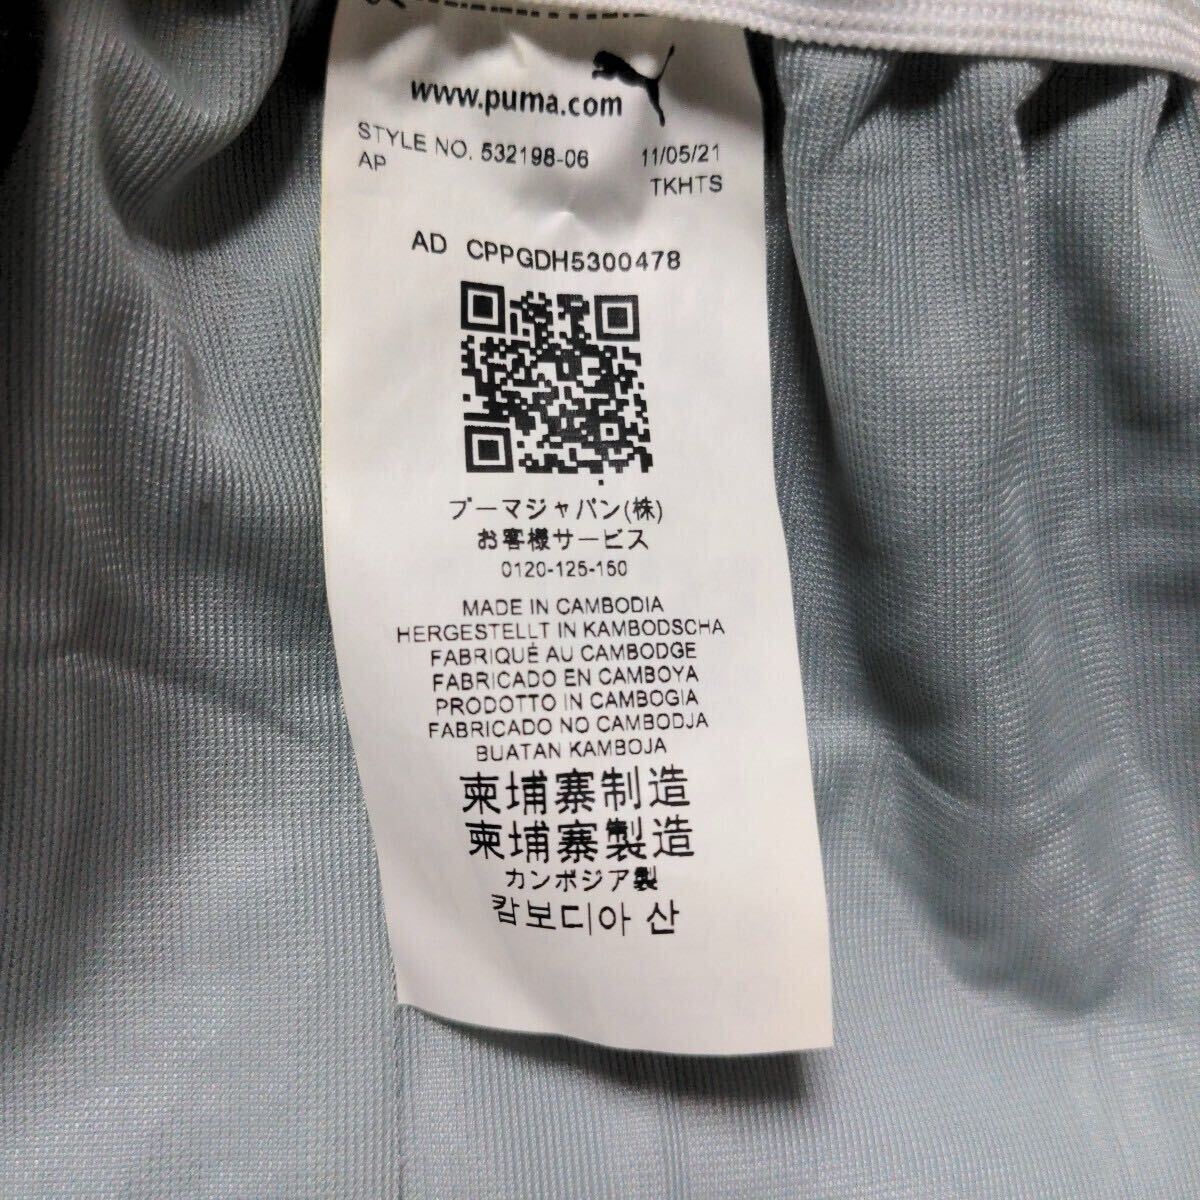 www.puma.com
STYLE NO. 532198-06 11/05/21
AP TKHTS
AD CPPGDH5300478
プーマジャパン(株)
お客様サービス
0120-125-150
MADE IN CAMBODIA
HERGESTELLT IN KAMBODSCHA
FABRIQUÉ AU CAMBODGE
FABRICADO EN CAMBOYA
PRODOTTO IN CAMBOGIA
FABRICADO NO CAMBODJA
BUATAN KAMBOJA
柬埔寨制造
柬埔寨製造
カンボジア製
캄보디아 산